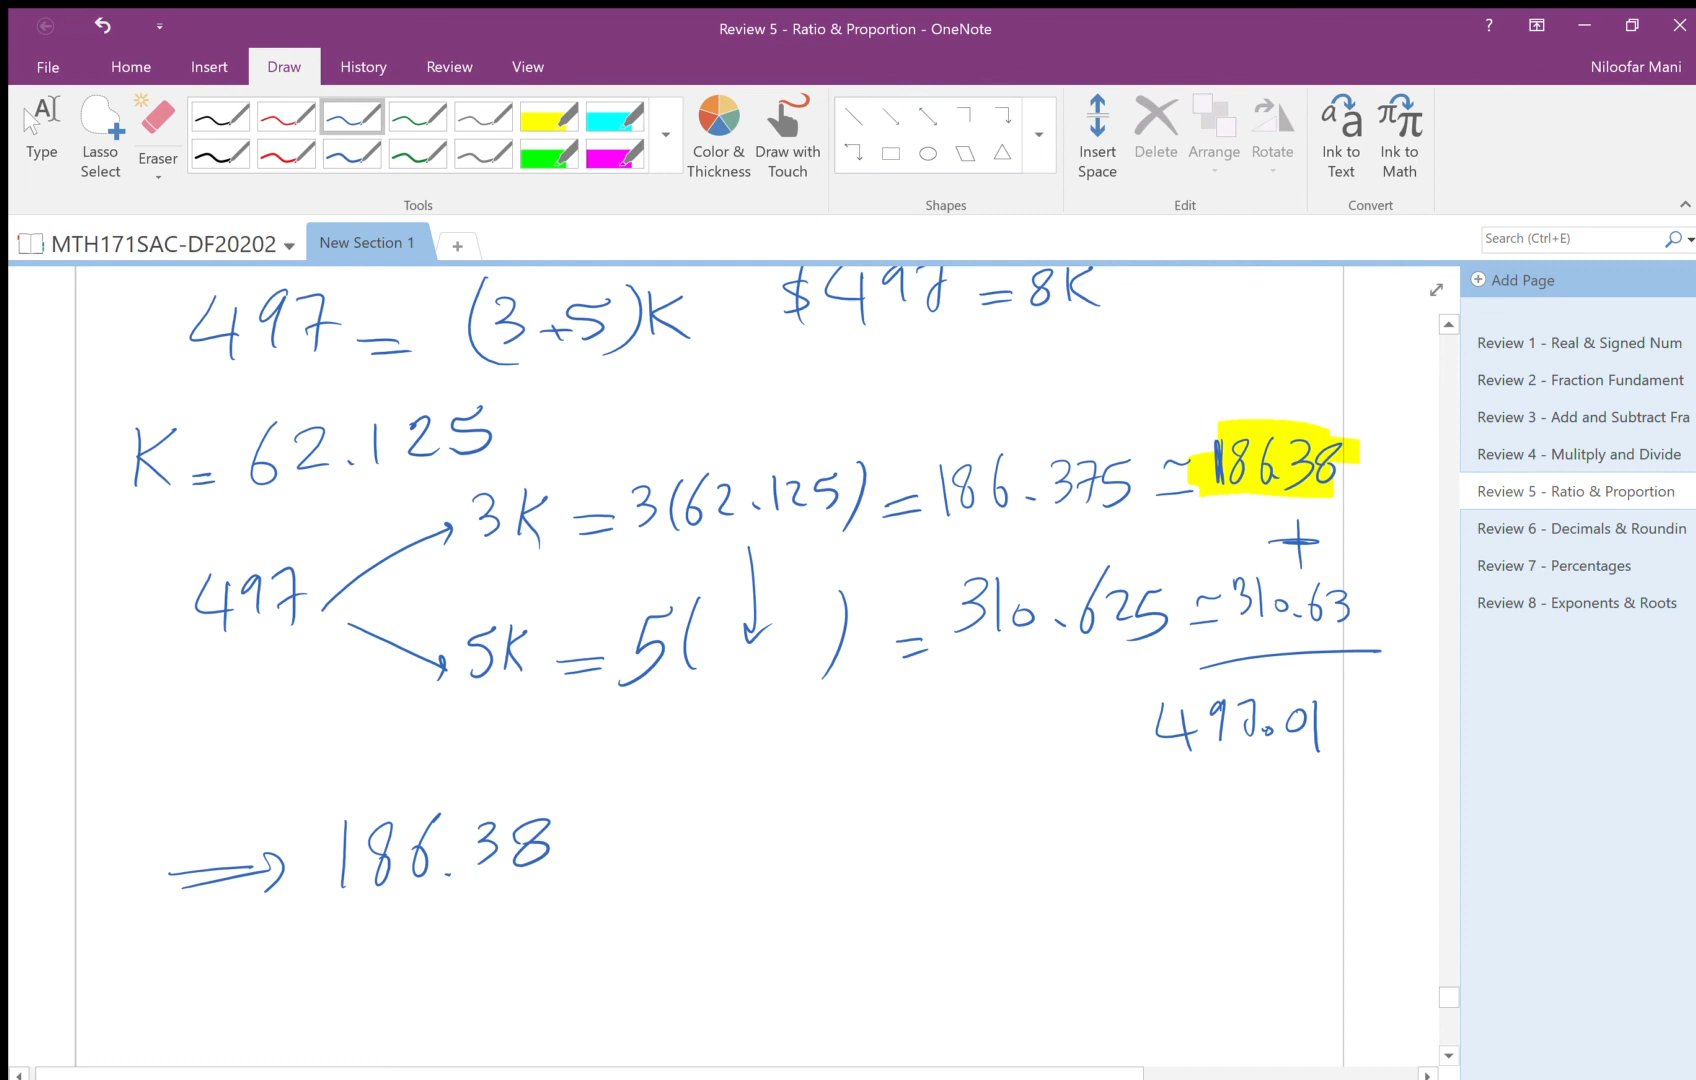 Review 5 - Ratio & Proportion - OneNote
?
File Home Insert Draw History Review View Niloofar Mani
Type
Lasso Select
Eraser
Color & Thickness
Draw with Touch
Insert Space
Delete
Arrange
Rotate
Ink to Text
Ink to Math
Tools Shapes Edit Convert
MTH171SAC-DF20202 New Section 1 + Search (Ctrl+E)
Add Page
Review 1 - Real & Signed Num
Review 2 - Fraction Fundament
Review 3 - Add and Subtract Fra
Review 4 - Mulitply and Divide
Review 5 - Ratio & Proportion
Review 6 - Decimals & Roundin
Review 7 - Percentages
Review 8 - Exponents & Roots
497 = (3+5)K $497 = 8K
K = 62.125
3K = 3(62.125) = 186.375 ≃ 186.38
+
497
5K = 5( ↓ ) = 310.625 ≃ 310.63
497.01
⟹ 186.38